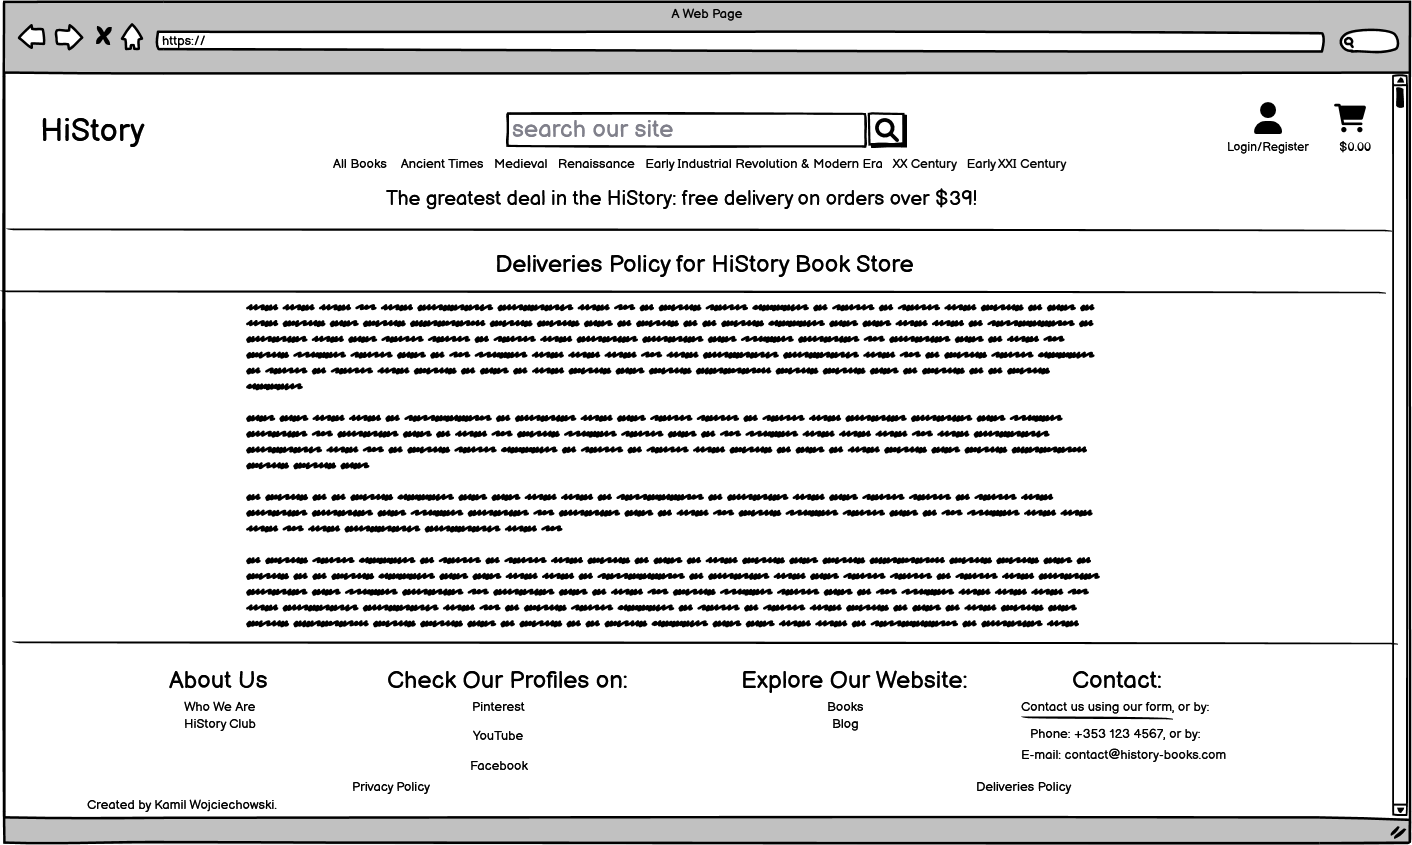 A Web Page
https://
HiStory
search our site
Login/Register
$0.00
All Books Ancient Times Medieval Renaissance Early Industrial Revolution & Modern Era XX Century Early XXI Century
The greatest deal in the HiStory: free delivery on orders over $39!
Deliveries Policy for HiStory Book Store
About Us
Who We Are
HiStory Club
Check Our Profiles on:
Pinterest
YouTube
Facebook
Explore Our Website:
Books
Blog
Contact:
Contact us using our form, or by:
Phone: +353 123 4567, or by:
E-mail: contact@history-books.com
Privacy Policy
Deliveries Policy
Created by Kamil Wojciechowski.